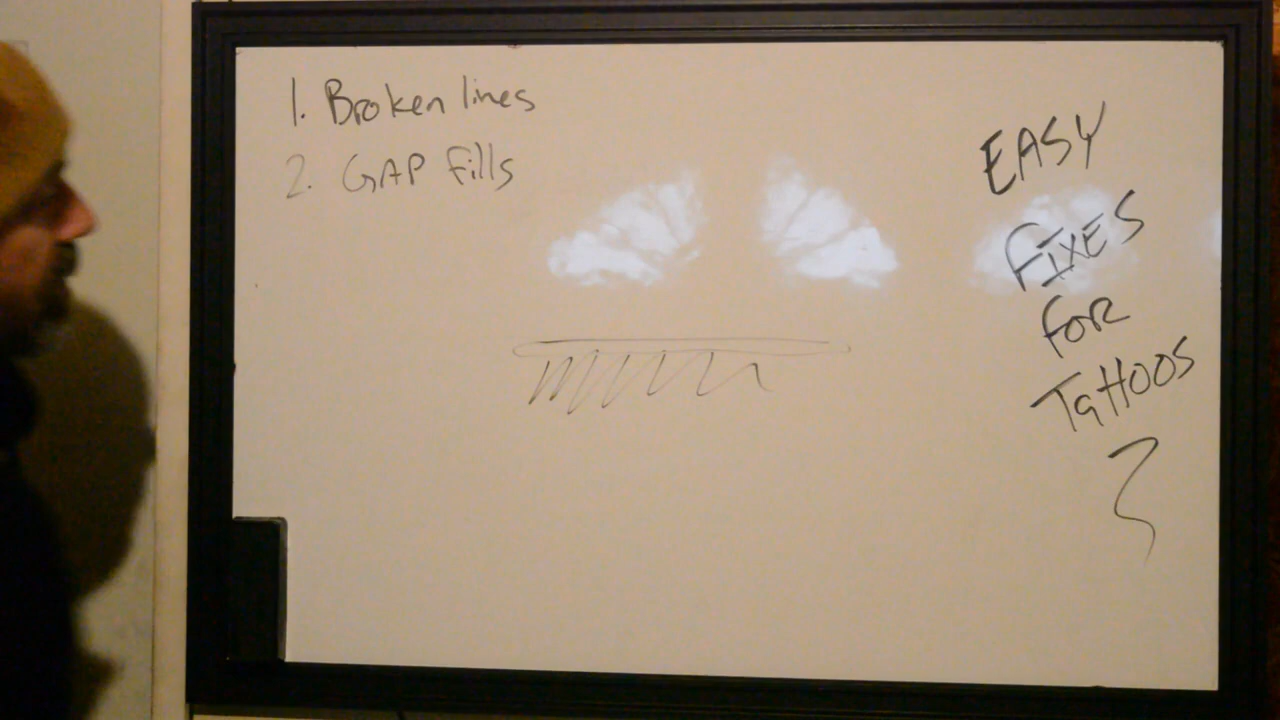 1. Broken lines
2. GAP fills
EASY
fixES
for
TaTTOOS